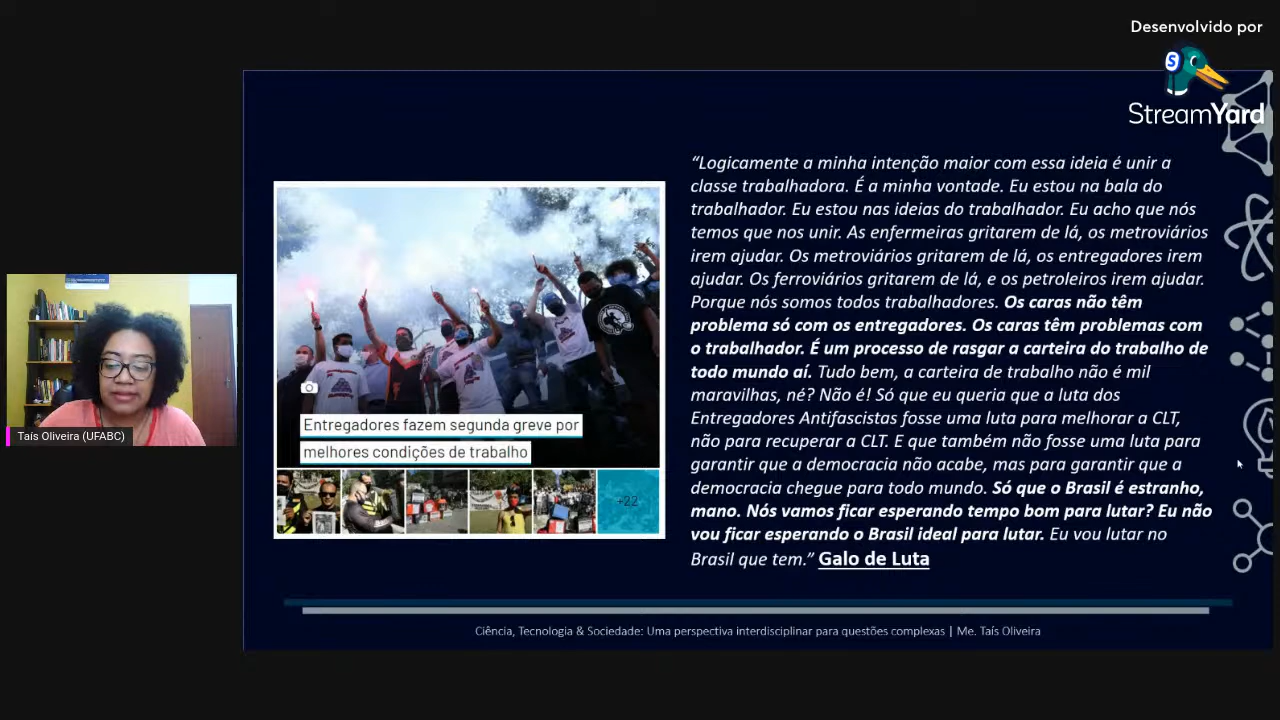 Desenvolvido por
S
StreamYard
“Logicamente a minha intenção maior com essa ideia é unir a
classe trabalhadora. É a minha vontade. Eu estou na bala do
trabalhador. Eu estou nas ideias do trabalhador. Eu acho que nós
temos que nos unir. As enfermeiras gritarem de lá, os metroviários
irem ajudar. Os metroviários gritarem de lá, os entregadores irem
ajudar. Os ferroviários gritarem de lá, e os petroleiros irem ajudar.
Porque nós somos todos trabalhadores. Os caras não têm
problema só com os entregadores. Os caras têm problemas com
o trabalhador. É um processo de rasgar a carteira do trabalho de
todo mundo aí. Tudo bem, a carteira de trabalho não é mil
maravilhas, né? Não é! Só que eu queria que a luta dos
Entregadores Antifascistas fosse uma luta para melhorar a CLT,
não para recuperar a CLT. E que também não fosse uma luta para
garantir que a democracia não acabe, mas para garantir que a
democracia chegue para todo mundo. Só que o Brasil é estranho,
mano. Nós vamos ficar esperando tempo bom para lutar? Eu não
vou ficar esperando o Brasil ideal para lutar. Eu vou lutar no
Brasil que tem.” Galo de Luta
Entregadores fazem segunda greve por
melhores condições de trabalho
+22
Taís Oliveira (UFABC)
Ciência, Tecnologia & Sociedade: Uma perspectiva interdisciplinar para questões complexas | Me. Taís Oliveira